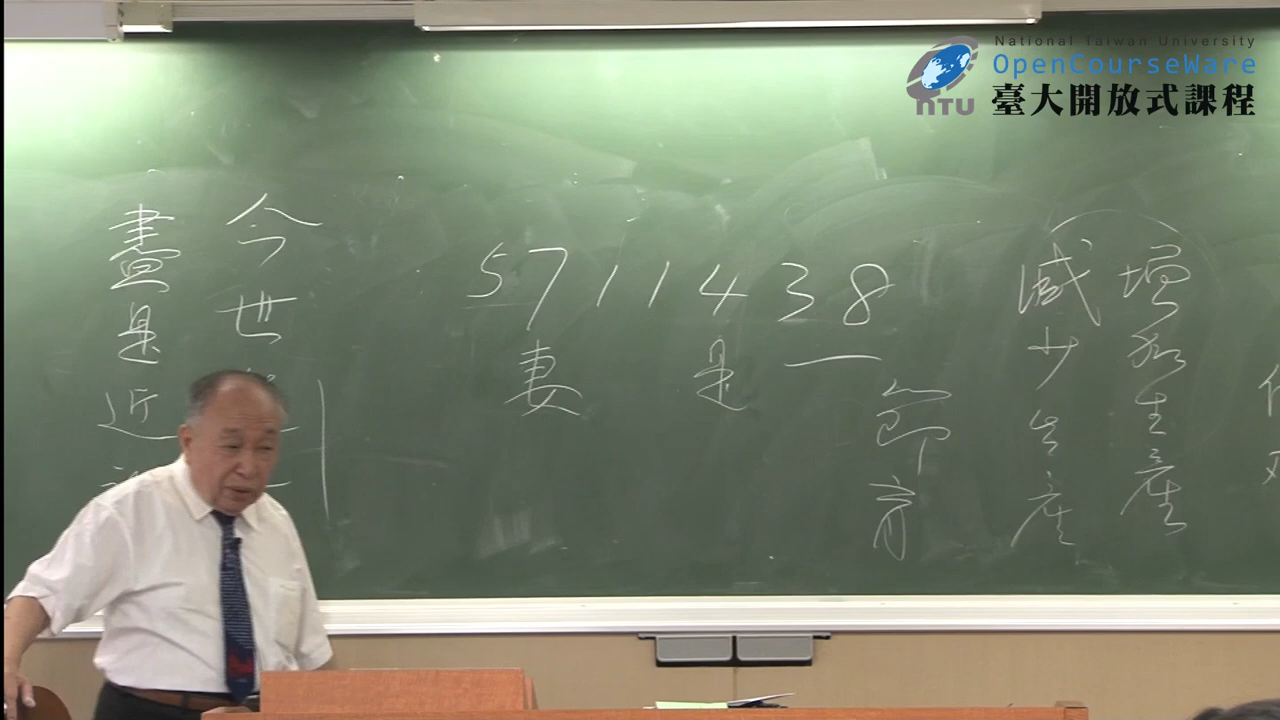 National Taiwan University
OpenCourseWare
臺大開放式課程
NTU
增加生產
減少生產
節育
5711438
妻 是 一
今世
盡是近